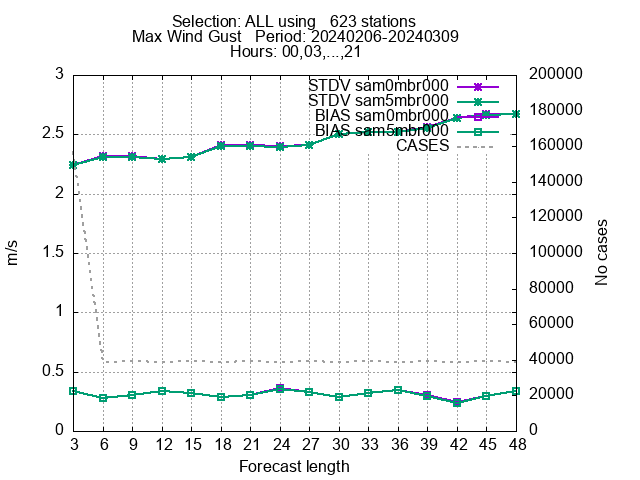 Selection: ALL using   623 stations
Max Wind Gust   Period: 20240206-20240309
Hours: 00,03,...,21
3 200000
STDV sam0mbr000
180000
STDV sam5mbr000
BIAS sam0mbr000
2.5 BIAS sam5mbr000 160000
CASES
140000
2 120000
1.5 100000
m/s No cases
80000
1 60000
0.5 40000
20000
0 0
3 6 9 12 15 18 21 24 27 30 33 36 39 42 45 48
Forecast length